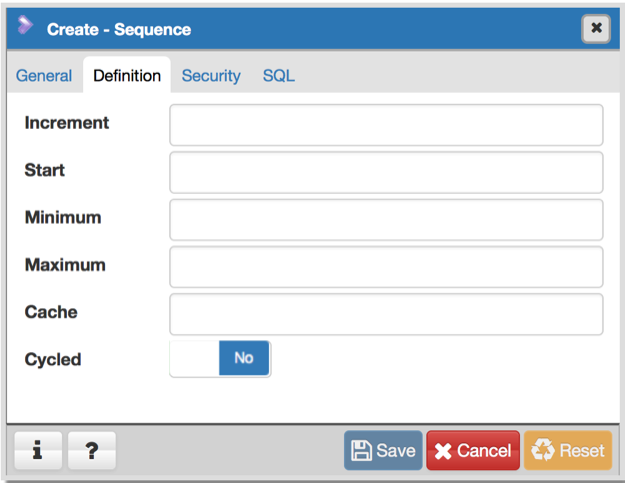 Create - Sequence
General Definition Security SQL
Increment
Start
Minimum
Maximum
Cache
Cycled No
i ? Save Cancel Reset